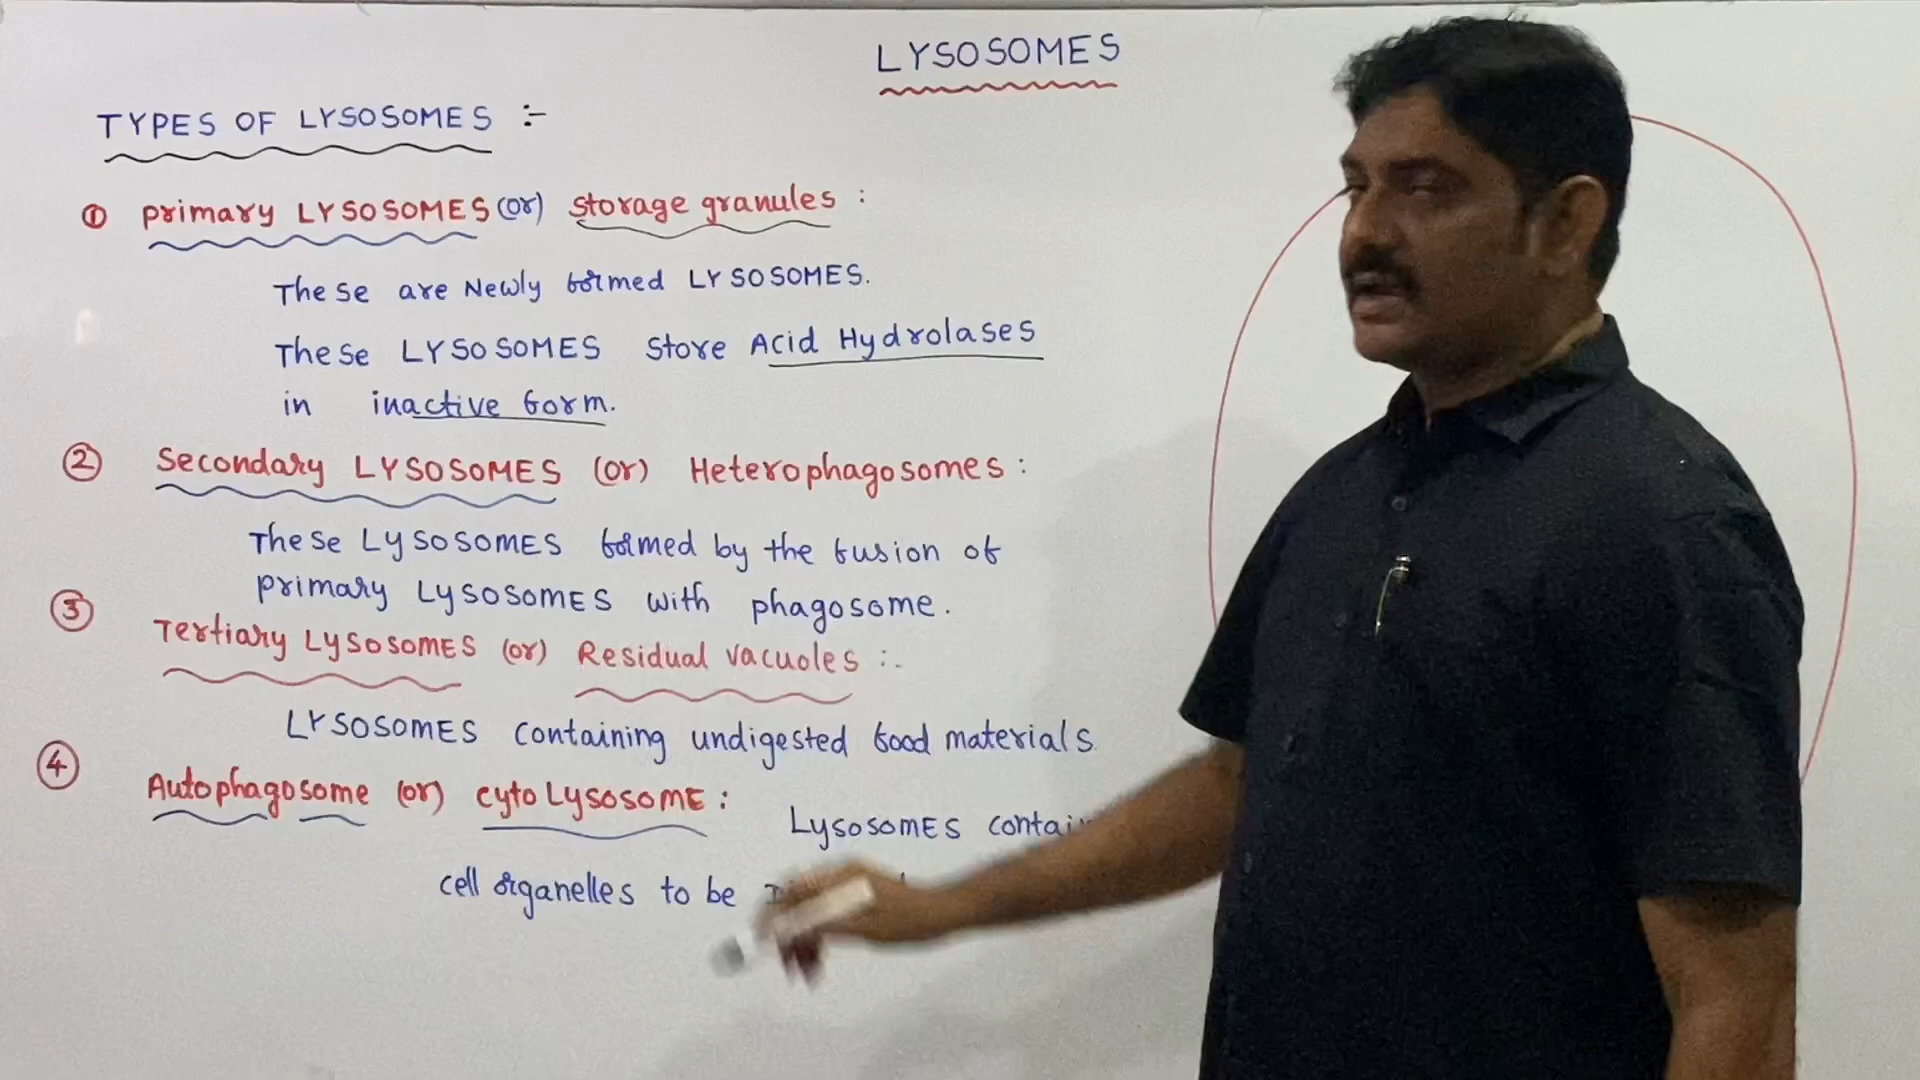 LYSOSOMES
TYPES OF LYSOSOMES :-
① primary LYSOSOMES (or) storage granules :
These are Newly formed LYSOSOMES.
These LYSOSOMES store Acid Hydrolases
in inactive form.
② Secondary LYSOSOMES (or) Heterophagosomes :
These LYSOSOMES formed by the fusion of
primary LYSOSOMES with phagosome.
③ Tertiary LYSOSOMES (or) Residual vacuoles :-
LYSOSOMES containing undigested food materials.
④ Autophagosome (or) cytoLysosome :
LysosomES
cell organelles to be